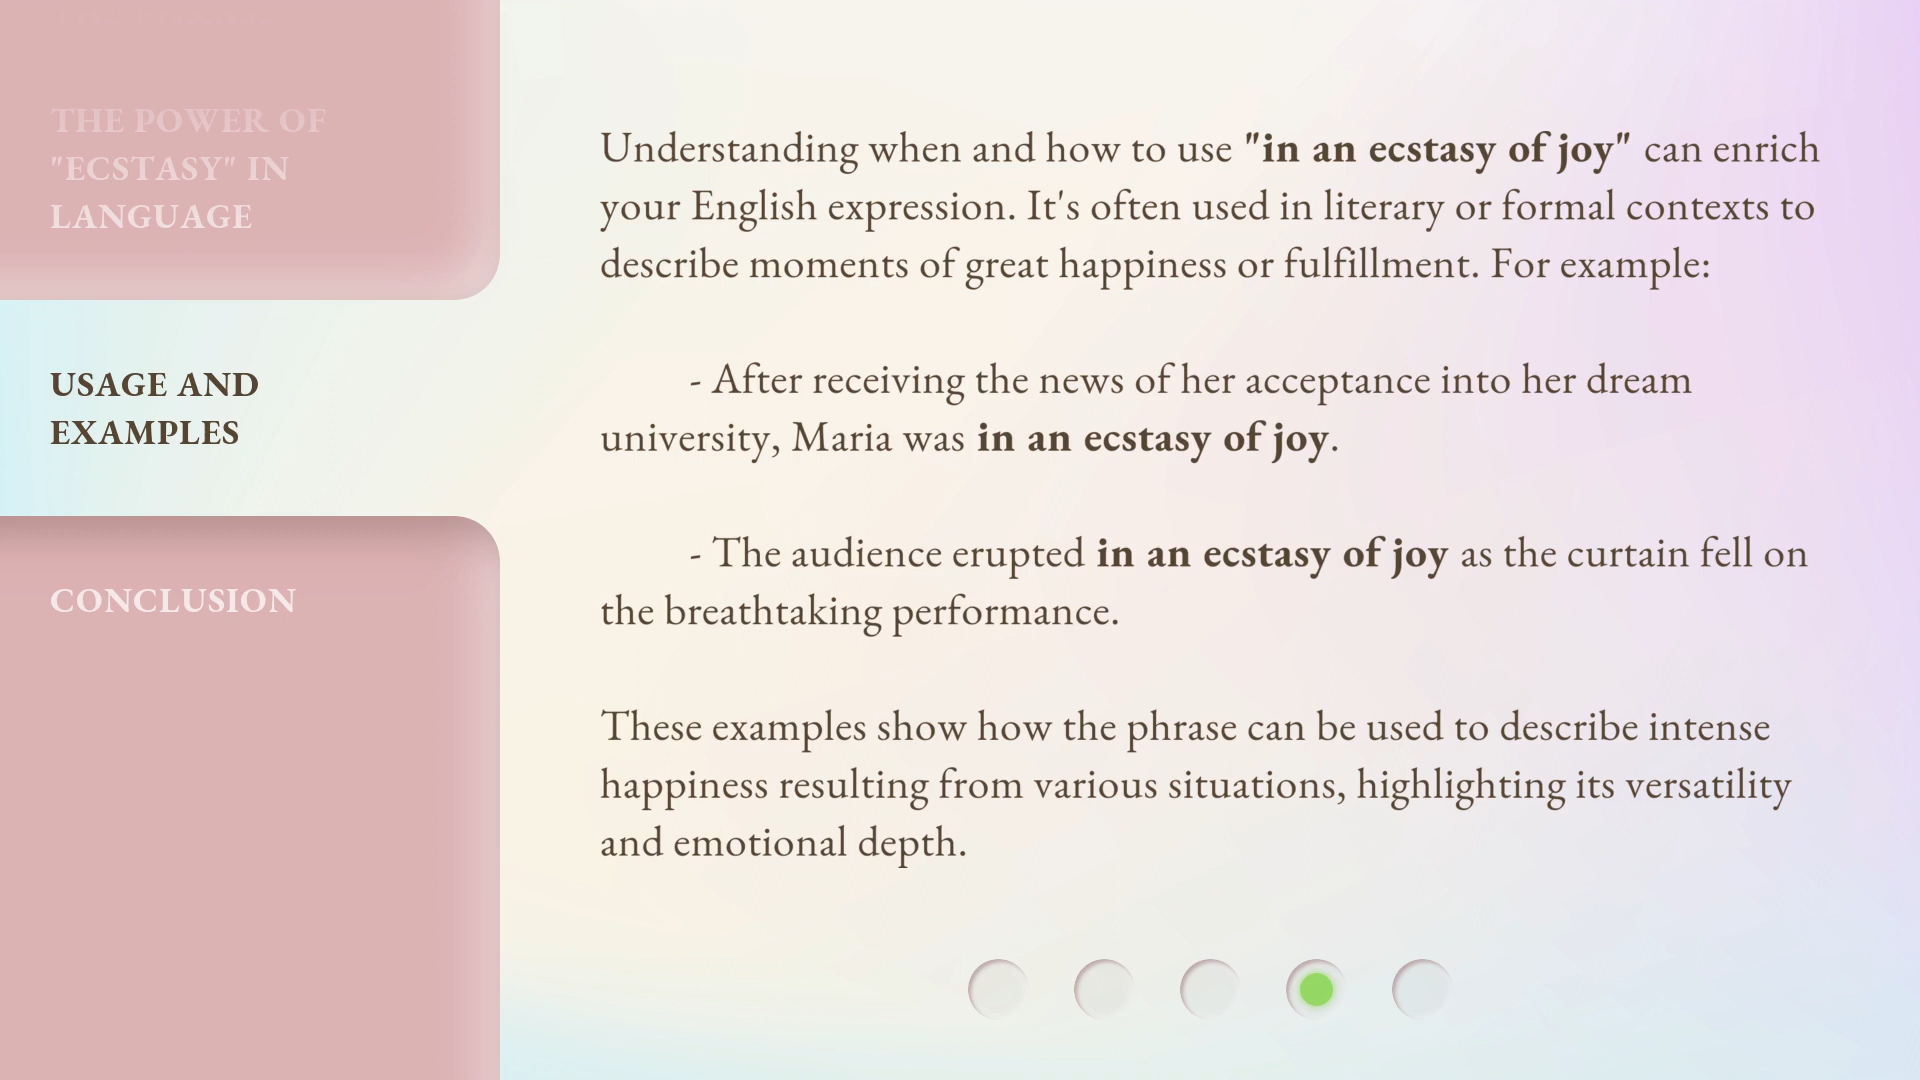 THE POWER OF
"ECSTASY" IN
LANGUAGE
USAGE AND
EXAMPLES
CONCLUSION
Understanding when and how to use "in an ecstasy of joy" can enrich
your English expression. It's often used in literary or formal contexts to
describe moments of great happiness or fulfillment. For example:
- After receiving the news of her acceptance into her dream
university, Maria was in an ecstasy of joy.
- The audience erupted in an ecstasy of joy as the curtain fell on
the breathtaking performance.
These examples show how the phrase can be used to describe intense
happiness resulting from various situations, highlighting its versatility
and emotional depth.